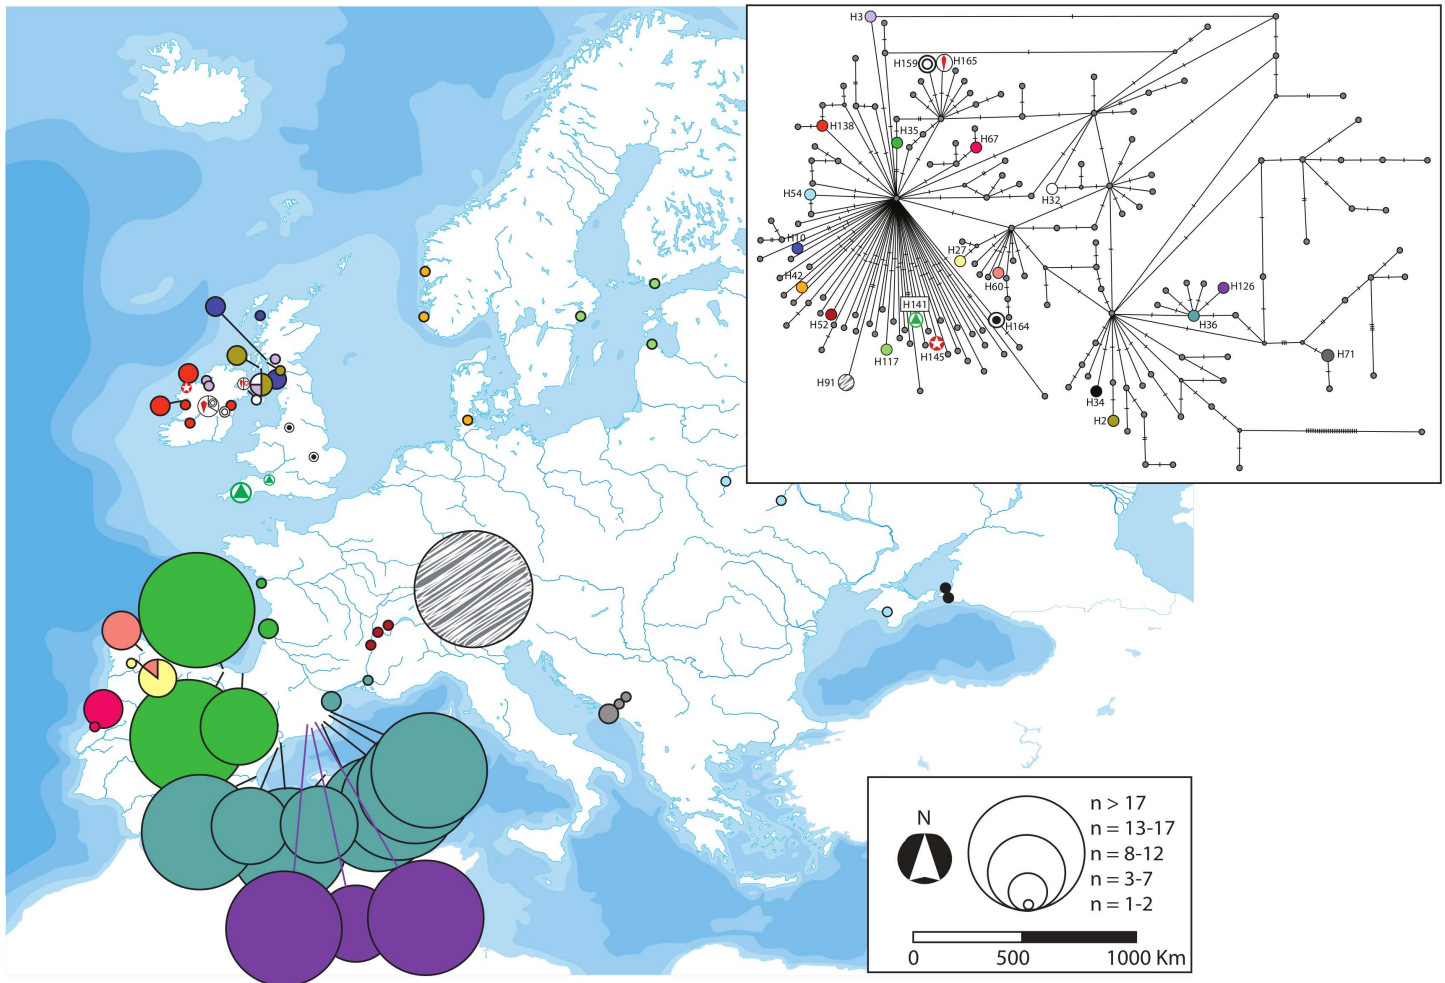 H3
H159
H165
H138
H35
H67
H54
H32
H10
H27
H42
H60
H126
H141
H52
H164
H36
H117
H145
H71
H91
H34
H2
N
n > 17
n = 13-17
n = 8-12
n = 3-7
n = 1-2
0 500 1000 Km